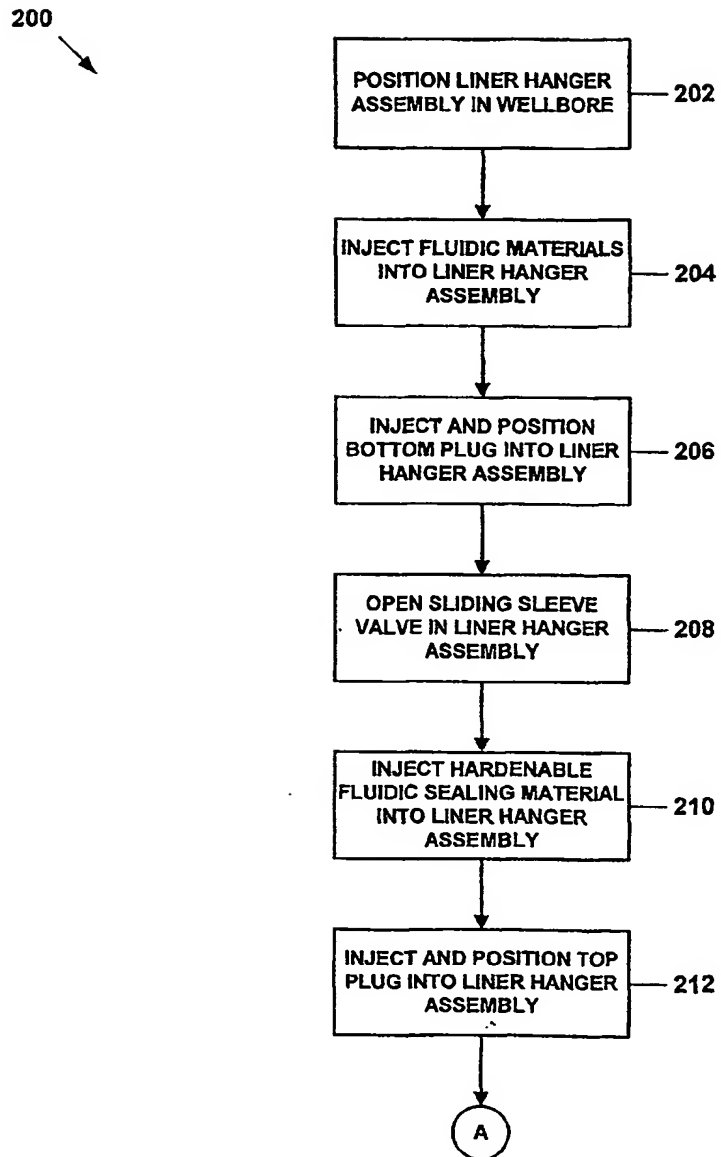 200
POSITION LINER HANGER
ASSEMBLY IN WELLBORE
202
INJECT FLUIDIC MATERIALS
INTO LINER HANGER
ASSEMBLY
204
INJECT AND POSITION
BOTTOM PLUG INTO LINER
HANGER ASSEMBLY
206
OPEN SLIDING SLEEVE
VALVE IN LINER HANGER
ASSEMBLY
208
INJECT HARDENABLE
FLUIDIC SEALING MATERIAL
INTO LINER HANGER
ASSEMBLY
210
INJECT AND POSITION TOP
PLUG INTO LINER HANGER
ASSEMBLY
212
A